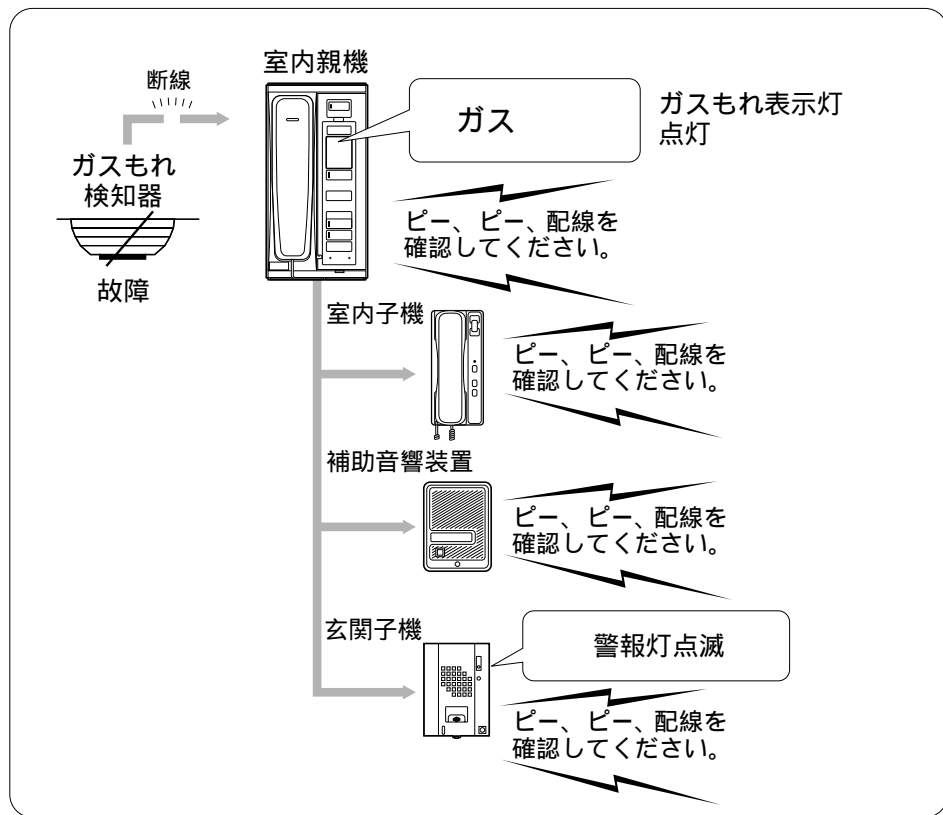 室内親機
断線
ガス
ガスもれ表示灯
点灯
ガスもれ
検知器
故障
ピー、ピー、配線を
確認してください。
室内子機
ピー、ピー、配線を
確認してください。
補助音響装置
ピー、ピー、配線を
確認してください。
玄関子機
警報灯点滅
ピー、ピー、配線を
確認してください。